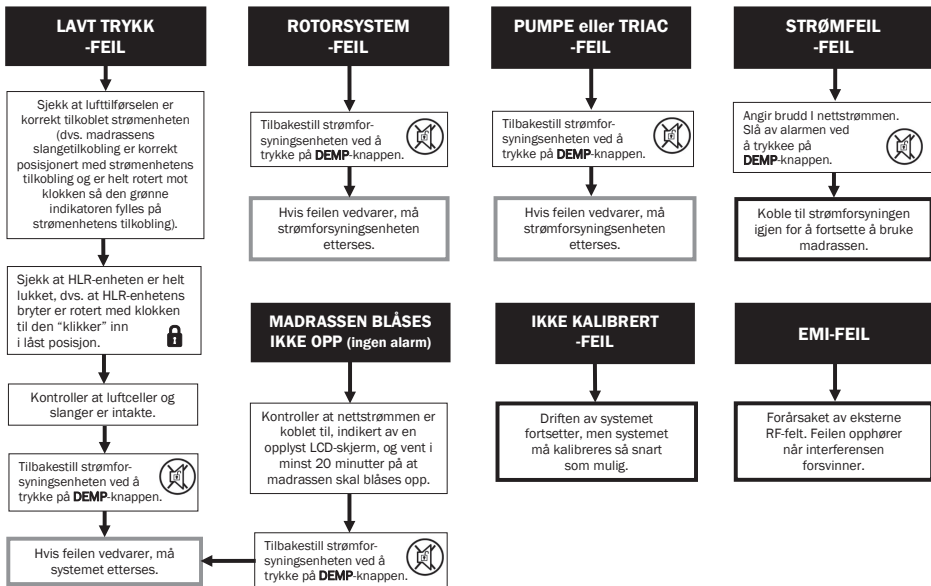 LAVT TRYKK
-FEIL
Sjekk at lufttilførselen er
korrekt tilkoblet strømenheten
(dvs. madrassens
slangetilkobling er korrekt
posisjonert med strømenhetens
tilkobling og er helt rotert mot
klokken så den grønne
indikatoren fylles på
strømenhetens tilkobling).
Sjekk at HLR-enheten er helt
lukket, dvs. at HLR-enhetens
bryter er rotert med klokken
til den "klikker" inn
i låst posisjon.
Kontroller at luftceller og
slanger er intakte.
Tilbakestill strømfor-
syningsenheten ved å
trykke på DEMP-knappen.
Hvis feilen vedvarer, må
systemet etterses.
ROTORSYSTEM
-FEIL
Tilbakestill strømfor-
syningsenheten ved å
trykke på DEMP-knappen.
Hvis feilen vedvarer, må
strømforsyningsenheten
etterses.
PUMPE eller TRIAC
-FEIL
Tilbakestill strømfor-
syningsenheten ved å
trykke på DEMP-knappen.
Hvis feilen vedvarer, må
strømforsyningsenheten
etterses.
STRØMFEIL
-FEIL
Angir brudd I nettstrømmen.
Slå av alarmen ved
å trykkee på
DEMP-knappen.
Koble til strømforsyningen
igjen for å fortsette å bruke
madrassen.
MADRASSEN BLÅSES
IKKE OPP (ingen alarm)
Kontroller at nettstrømmen er
koblet til, indikert av en
opplyst LCD-skjerm, og vent i
minst 20 minutter på at
madrassen skal blåses opp.
Tilbakestill strømfor-
syningsenheten ved å
trykke på DEMP-knappen.
IKKE KALIBRERT
-FEIL
Driften av systemet
fortsetter, men systemet
må kalibreres så snart
som mulig.
EMI-FEIL
Forårsaket av eksterne
RF-felt. Feilen opphører
når interferensen
forsvinner.